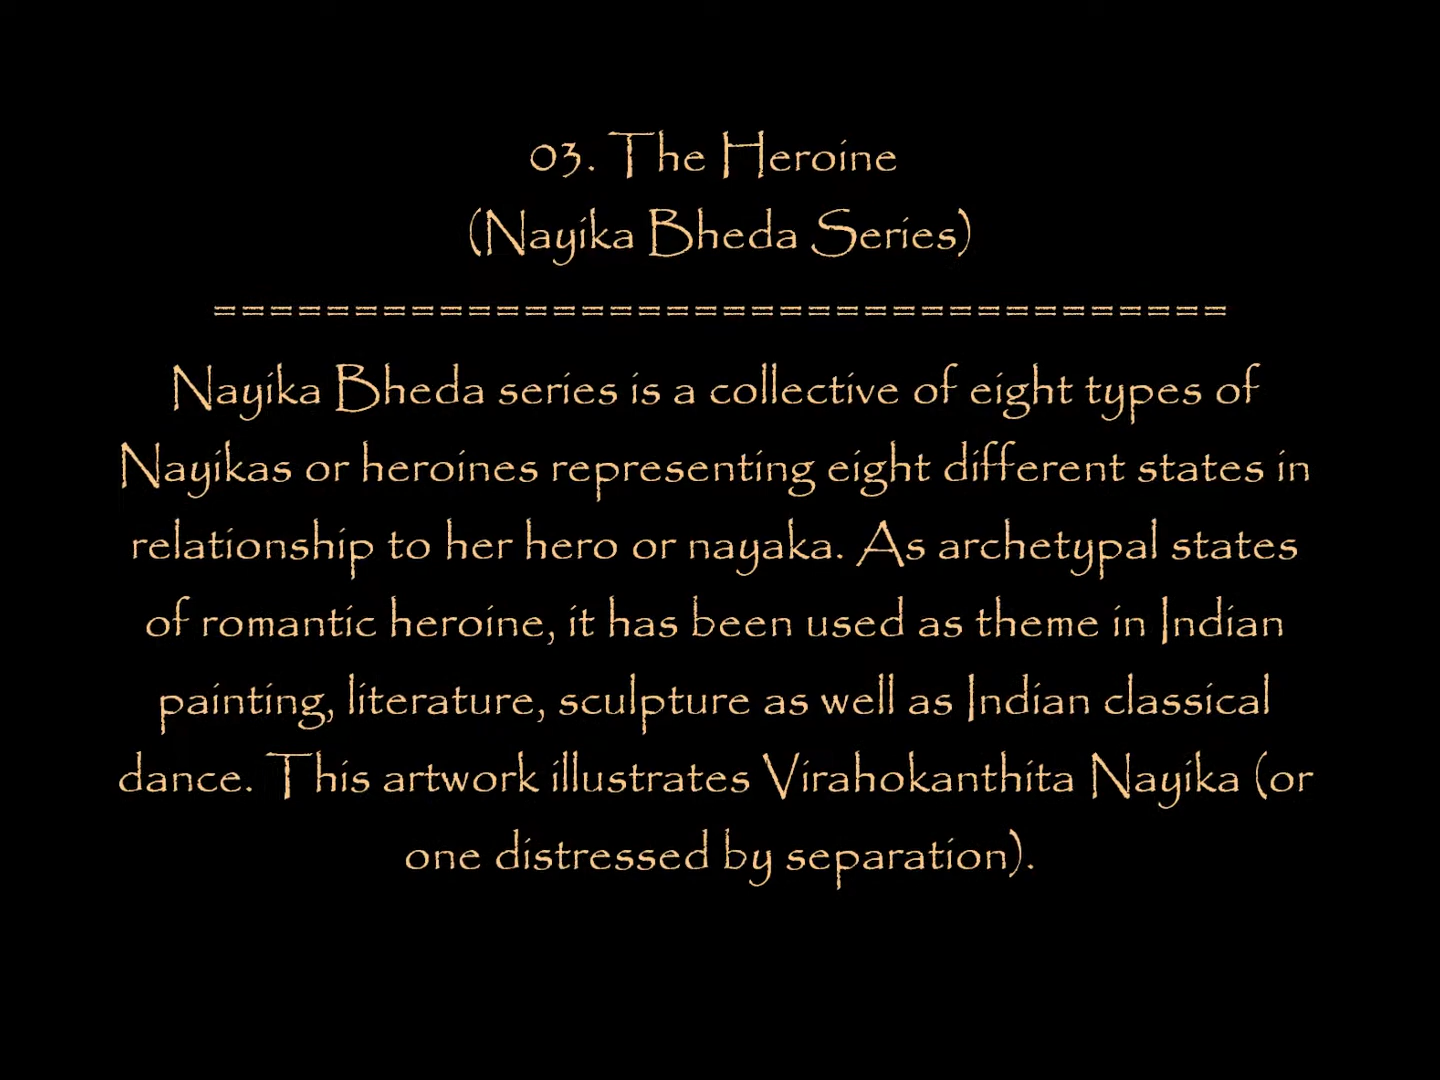 03. The Heroine
(Nayika Bheda Series)
====================================
Nayika Bheda series is a collective of eight types of
Nayikas or heroines representing eight different states in
relationship to her hero or nayaka. As archetypal states
of romantic heroine, it has been used as theme in Indian
painting, literature, sculpture as well as Indian classical
dance. This artwork illustrates Virahokanthita Nayika (or
one distressed by separation).